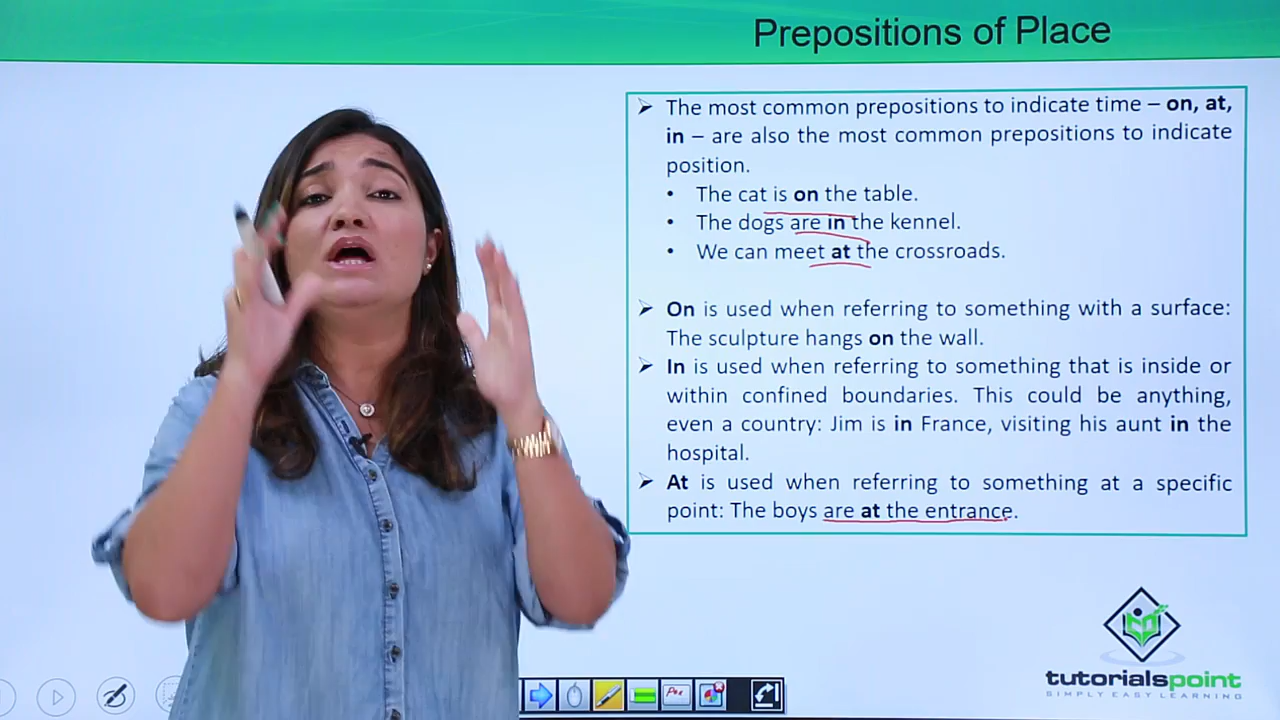 Prepositions of Place
➢ The most common prepositions to indicate time – on, at,
in – are also the most common prepositions to indicate
position.
• The cat is on the table.
• The dogs are in the kennel.
• We can meet at the crossroads.
➢ On is used when referring to something with a surface:
The sculpture hangs on the wall.
➢ In is used when referring to something that is inside or
within confined boundaries. This could be anything,
even a country: Jim is in France, visiting his aunt in the
hospital.
➢ At is used when referring to something at a specific
point: The boys are at the entrance.
tutorialspoint
SIMPLY EASY LEARNING